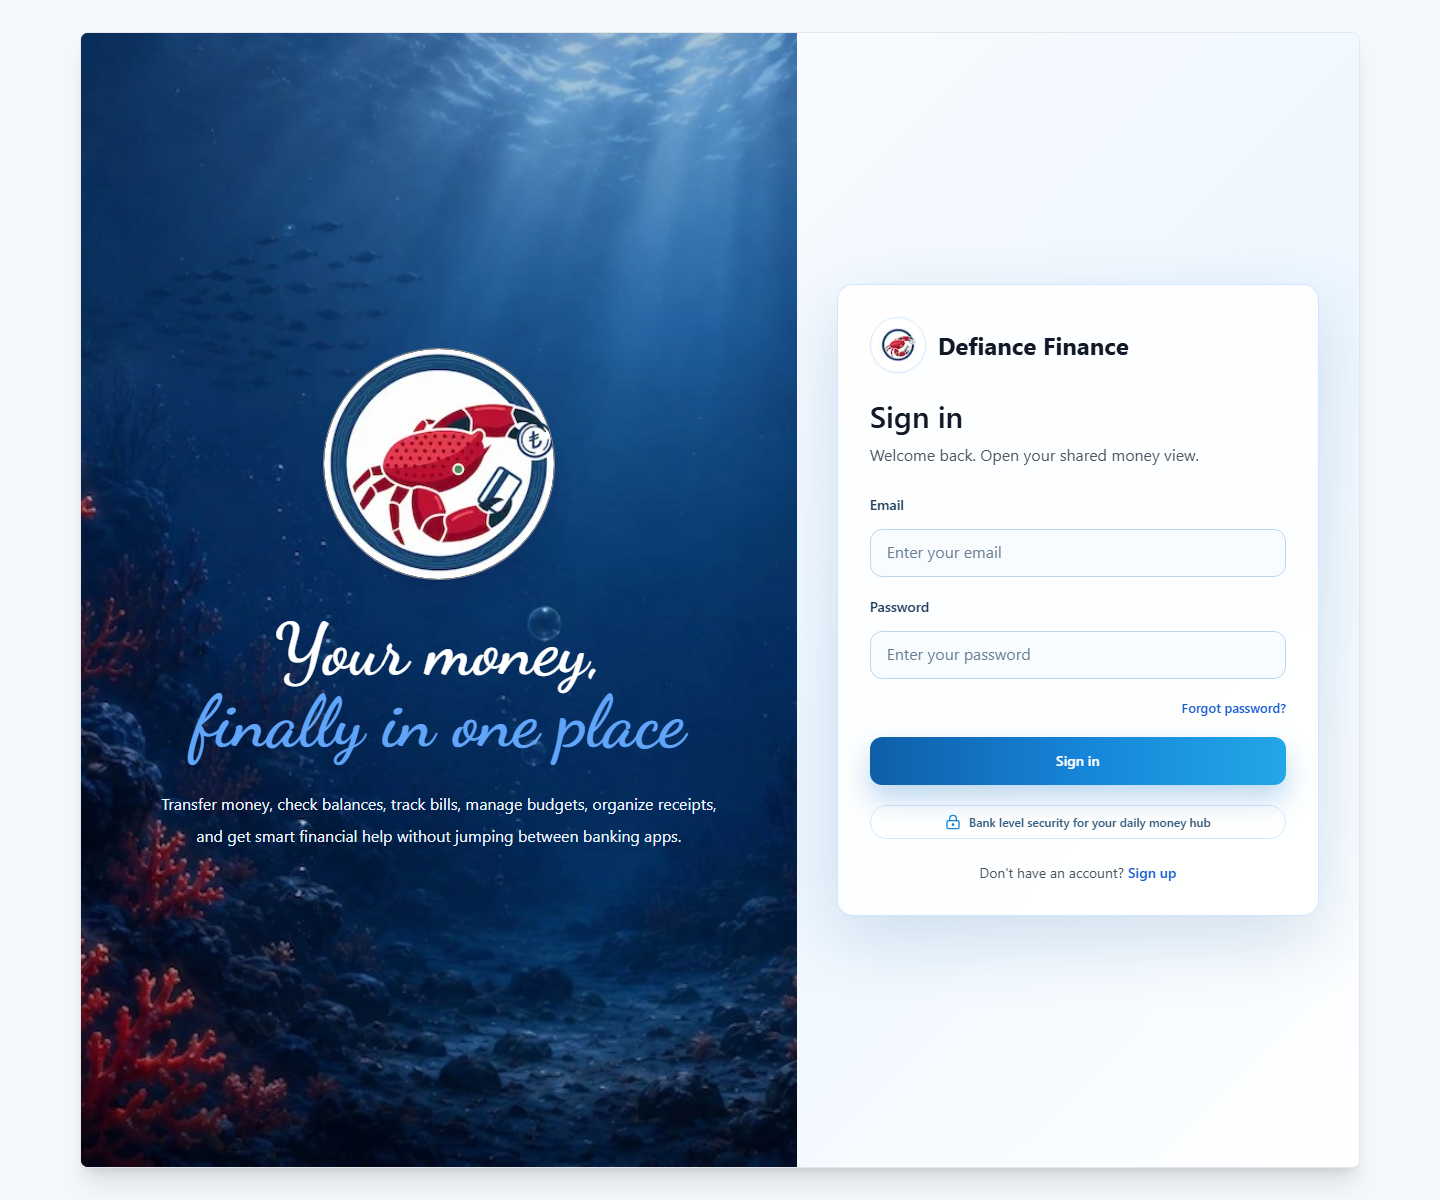 ₺
Your money,
finally in one place
Transfer money, check balances, track bills, manage budgets, organize receipts,
and get smart financial help without jumping between banking apps.
Defiance Finance
Sign in
Welcome back. Open your shared money view.
Email
Enter your email
Password
Enter your password
Forgot password?
Sign in
Bank level security for your daily money hub
Don't have an account? Sign up